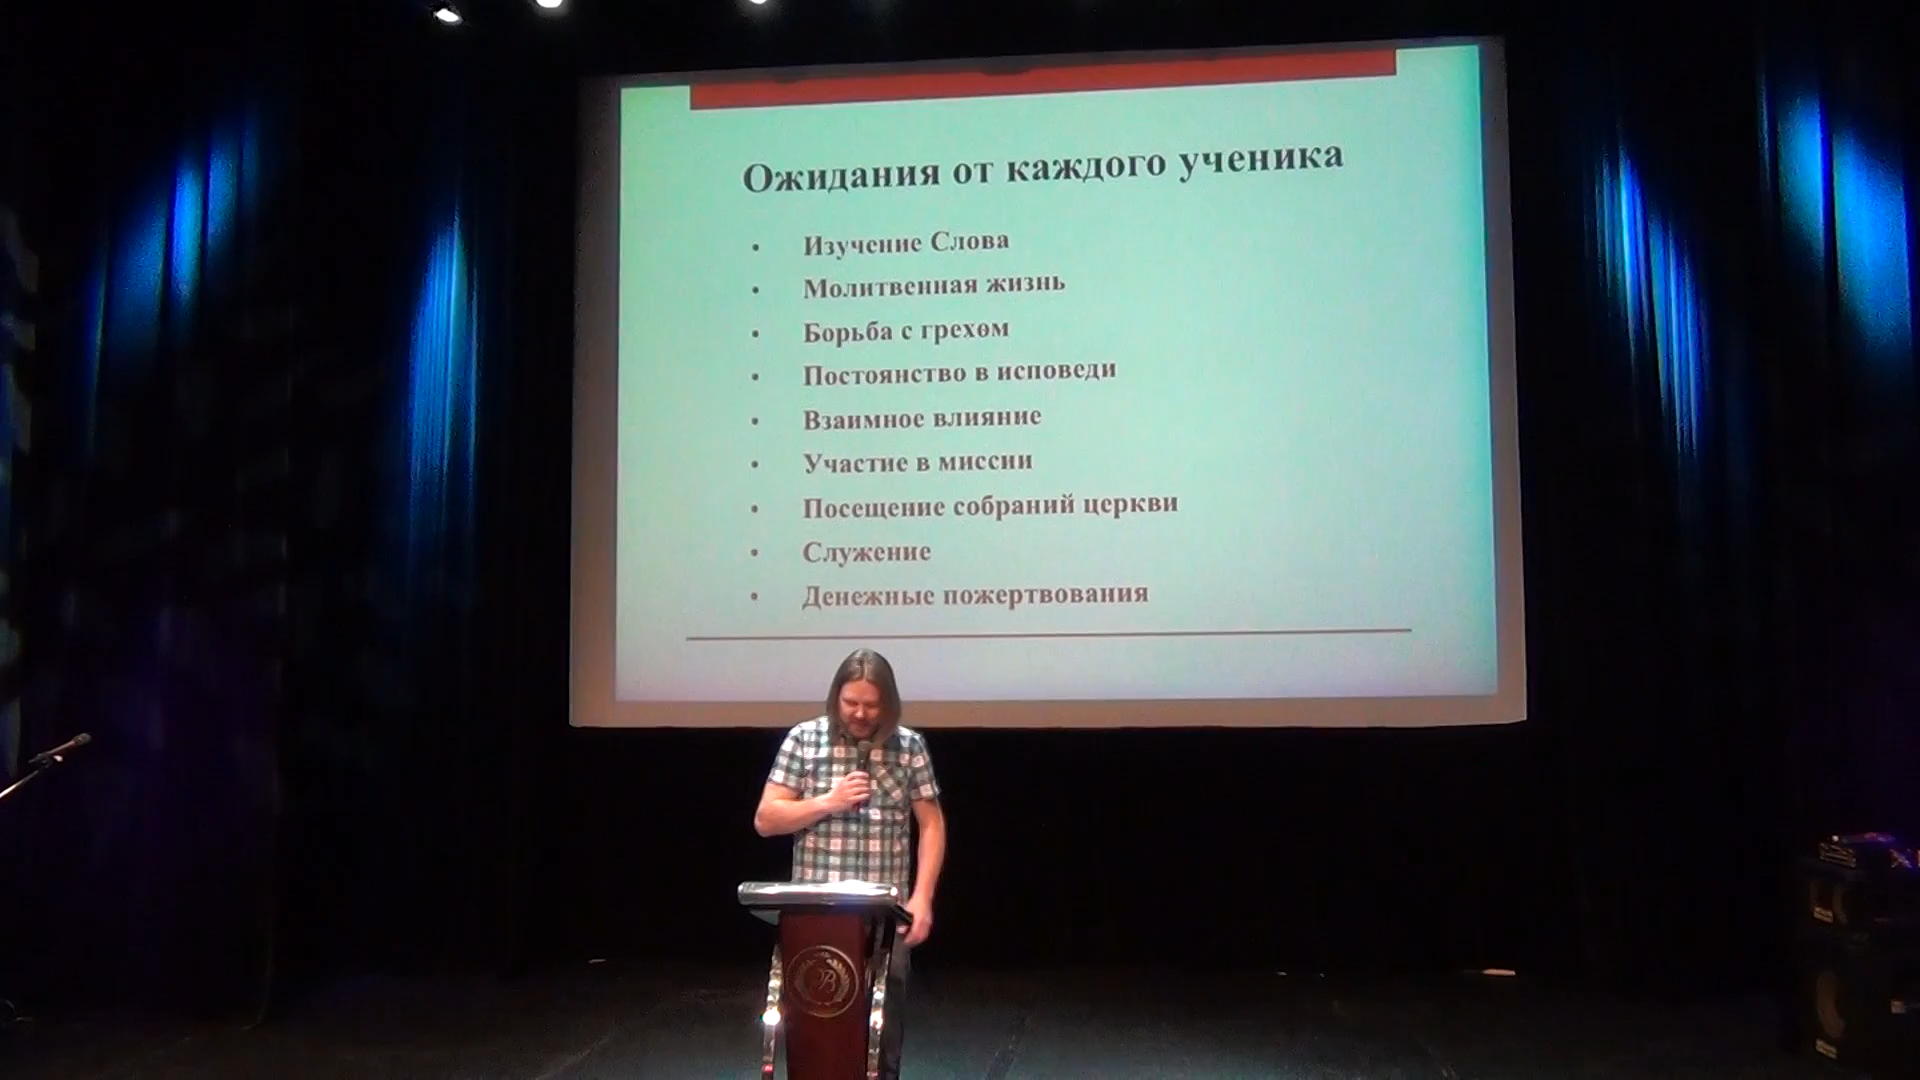 Ожидания от каждого ученика
• Изучение Слова
• Молитвенная жизнь
• Борьба с грехом
• Постоянство в исповеди
• Взаимное влияние
• Участие в миссии
• Посещение собраний церкви
• Служение
• Денежные пожертвования